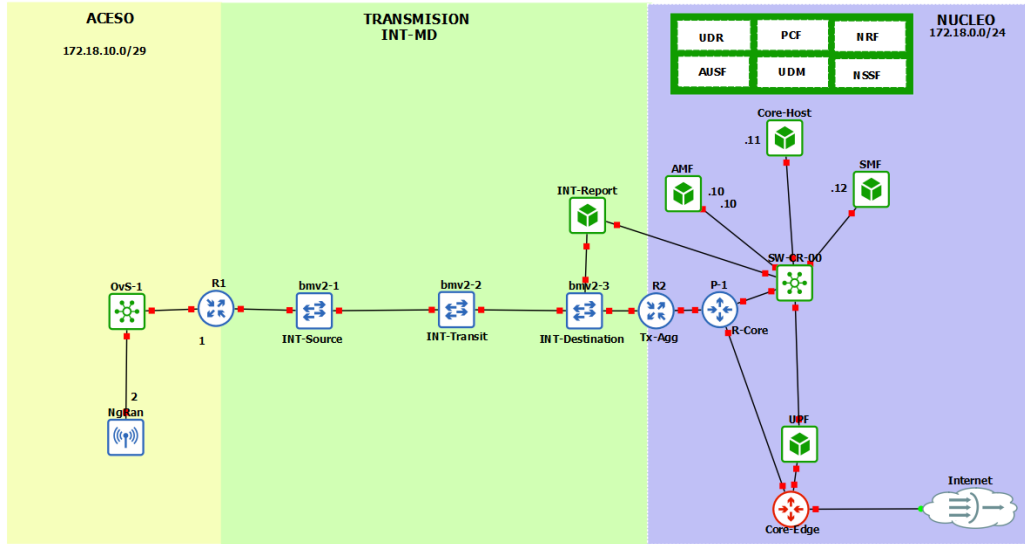 ACESO
172.18.10.0/29
TRANSMISION
INT-MD
NUCLEO
172.18.0.0/24
UDR
PCF
NRF
AUSF
UDM
NSSF
Core-Host
.11
AMF
.10
.10
SMF
.12
INT-Report
SW-CR-00
OvS-1
R1
1
bmv2-1
INT-Source
bmv2-2
INT-Transit
bmv2-3
INT-Destination
R2
Tx-Agg
P-1
R-Core
2
NgRan
UPF
Core-Edge
Internet